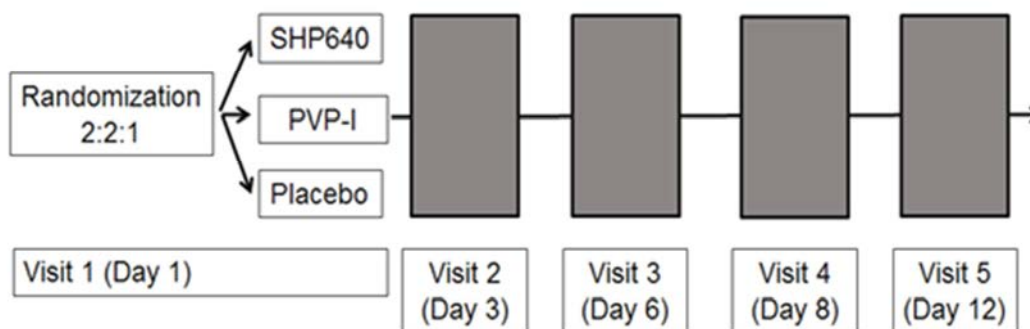 SHP640
Randomization
2:2:1
PVP-I
Placebo
Visit 1 (Day 1)
Visit 2
(Day 3)
Visit 3
(Day 6)
Visit 4
(Day 8)
Visit 5
(Day 12)